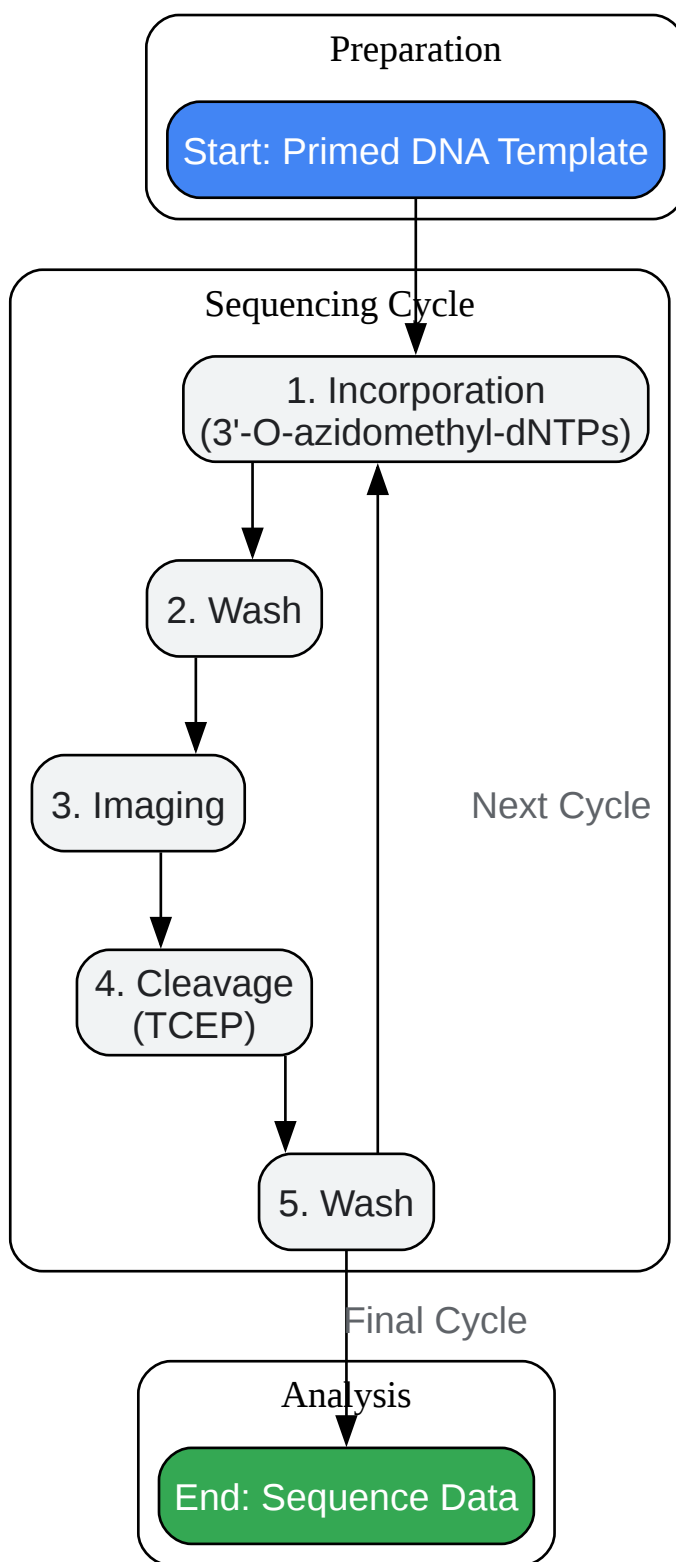 Preparation
Start: Primed DNA Template
Sequencing Cycle
1. Incorporation
(3'-O-azidomethyl-dNTPs)
2. Wash
3. Imaging
Next Cycle
4. Cleavage
(TCEP)
5. Wash
Final Cycle
Analysis
End: Sequence Data